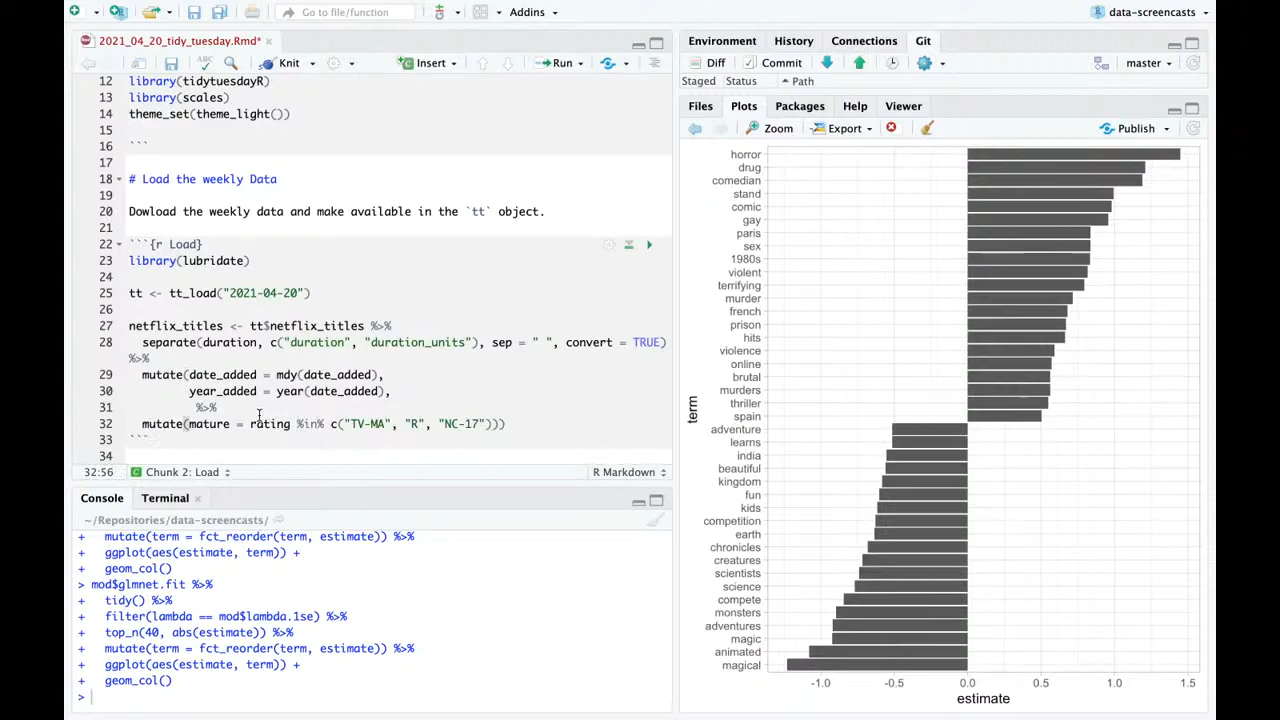 Go to file/function
Addins
data-screencasts
2021_04_20_tidy_tuesday.Rmd*
ABC
Knit
Insert
Run
12 library(tidytuesdayR)
13 library(scales)
14 theme_set(theme_light())
15
16 ```
17
18 # Load the weekly Data
19
20 Dowload the weekly data and make available in the `tt` object.
21
22 ```{r Load}
23 library(lubridate)
24
25 tt <- tt_load("2021-04-20")
26
27 netflix_titles <- tt$netflix_titles %>%
28 separate(duration, c("duration", "duration_units"), sep = " ", convert = TRUE)
%>%
29 mutate(date_added = mdy(date_added),
30 year_added = year(date_added),
31 %>%
32 mutate(mature = rating %in% c("TV-MA", "R", "NC-17")))
33 ```
34
32:56 Chunk 2: Load R Markdown
Console Terminal
~/Repositories/data-screencasts/
+ mutate(term = fct_reorder(term, estimate)) %>%
+ ggplot(aes(estimate, term)) +
+ geom_col()
> mod$glmnet.fit %>%
+ tidy() %>%
+ filter(lambda == mod$lambda.1se) %>%
+ top_n(40, abs(estimate)) %>%
+ mutate(term = fct_reorder(term, estimate)) %>%
+ ggplot(aes(estimate, term)) +
+ geom_col()
>
Environment History Connections Git
Diff Commit master
Staged Status Path
Files Plots Packages Help Viewer
Zoom Export Publish
horror
drug
comedian
stand
comic
gay
paris
sex
1980s
violent
terrifying
murder
french
prison
hits
violence
online
brutal
murders
thriller
spain
adventure
learns
india
beautiful
kingdom
fun
kids
competition
earth
chronicles
creatures
scientists
science
compete
monsters
adventures
magic
animated
magical
term
-1.0 -0.5 0.0 0.5 1.0 1.5
estimate